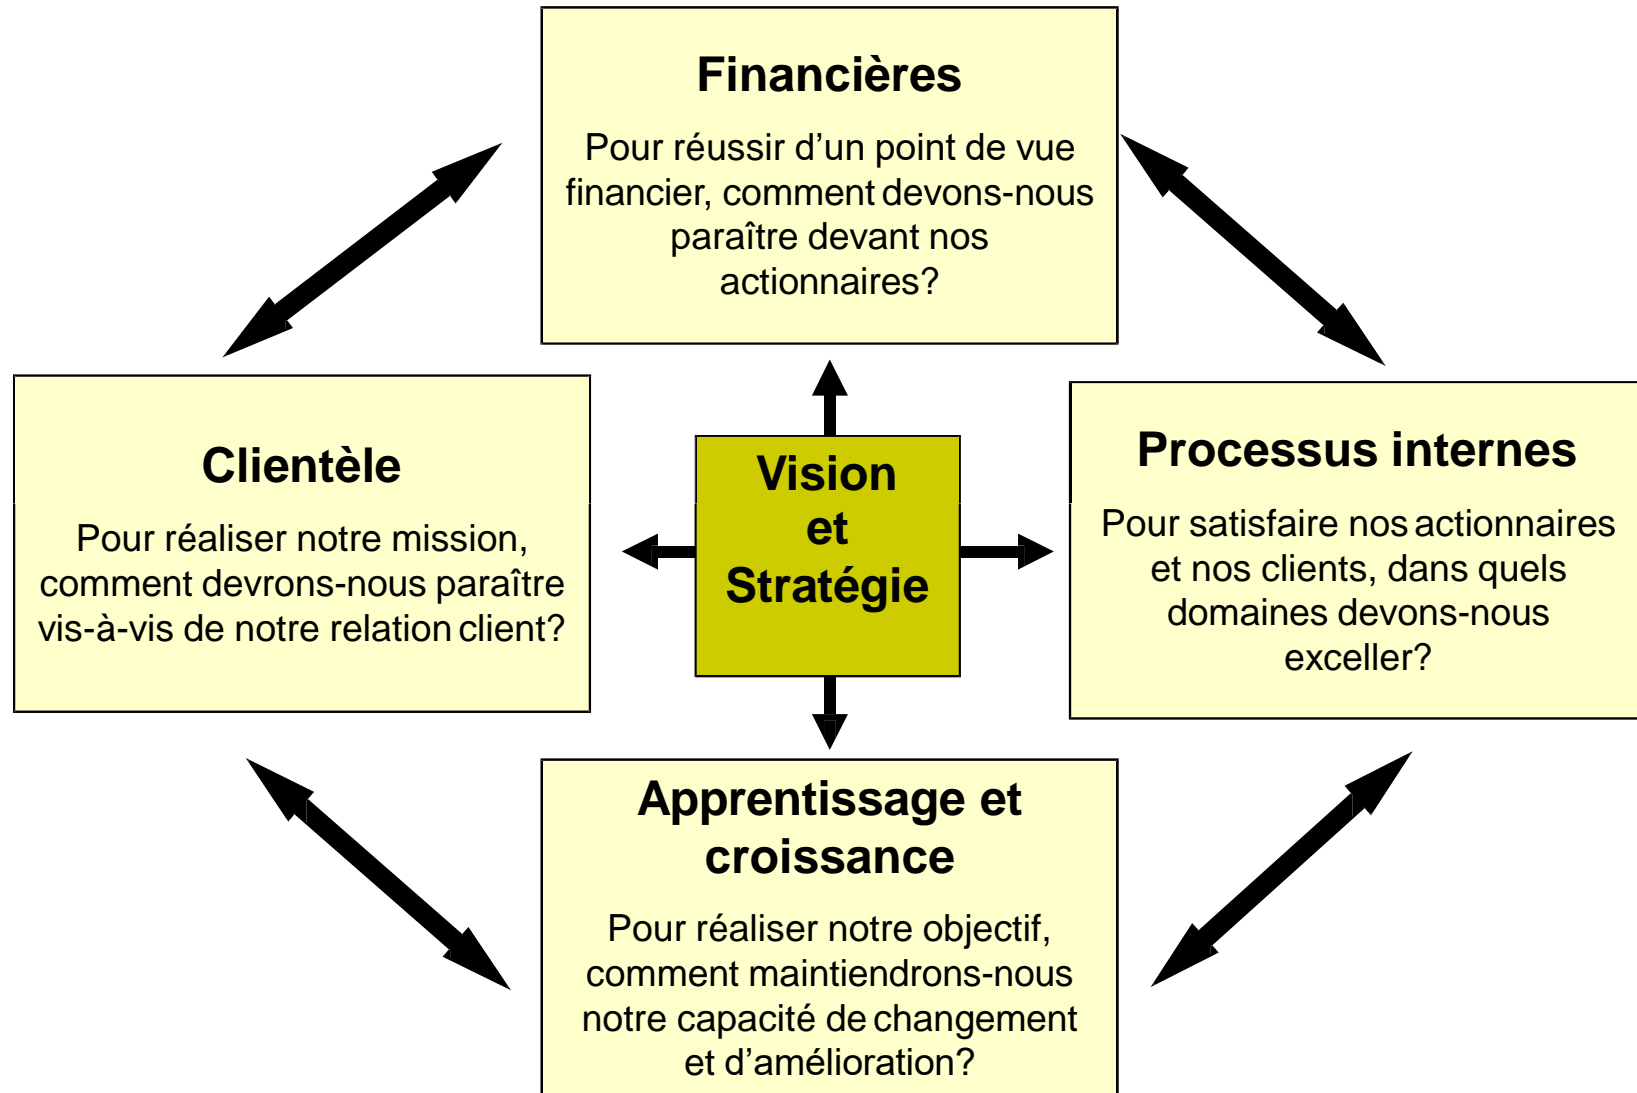 Financières
Pour réussir d’un point de vue
financier, comment devons-nous
paraître devant nos
actionnaires?
Clientèle
Pour réaliser notre mission,
comment devrons-nous paraître
vis-à-vis de notre relation client?
Vision
et
Stratégie
Processus internes
Pour satisfaire nos actionnaires
et nos clients, dans quels
domaines devons-nous
exceller?
Apprentissage et
croissance
Pour réaliser notre objectif,
comment maintiendrons-nous
notre capacité de changement
et d’amélioration?